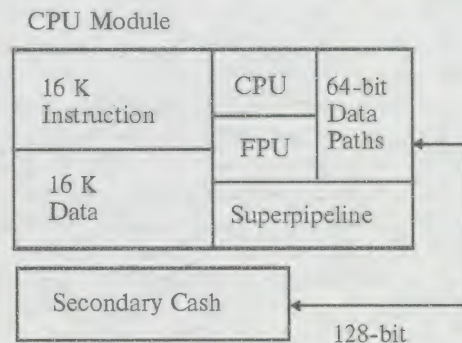 CPU Module
16 K
Instruction
CPU
64-bit
Data
Paths
FPU
16 K
Data
Superpipeline
Secondary Cash
128-bit